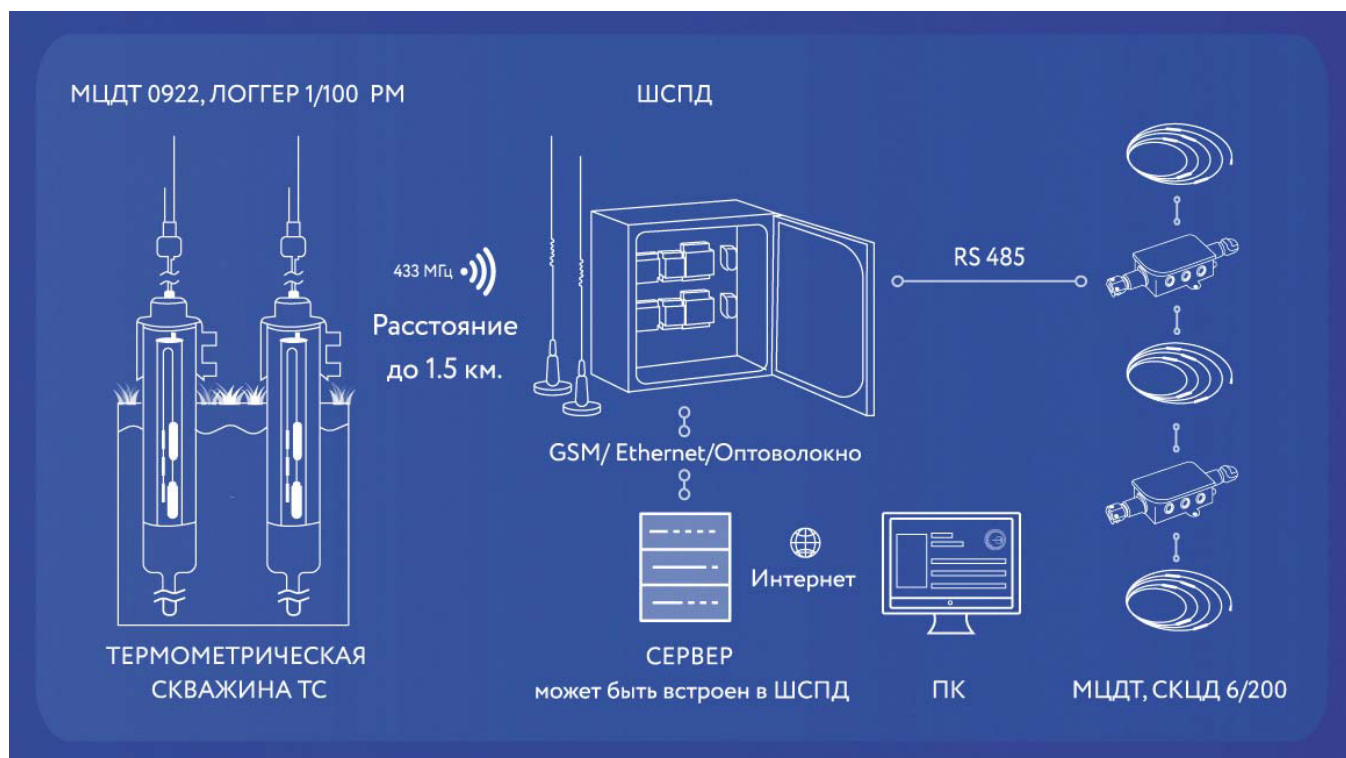 МЦДТ 0922, ЛОГГЕР 1/100 РМ
ШСПД
433 МГц
Расстояние
до 1.5 км.
RS 485
GSM/ Ethernet/Оптоволокно
Интернет
ТЕРМОМЕТРИЧЕСКАЯ
СКВАЖИНА ТС
СЕРВЕР
может быть встроен в ШСПД
ПК
МЦДТ, СКЦД 6/200